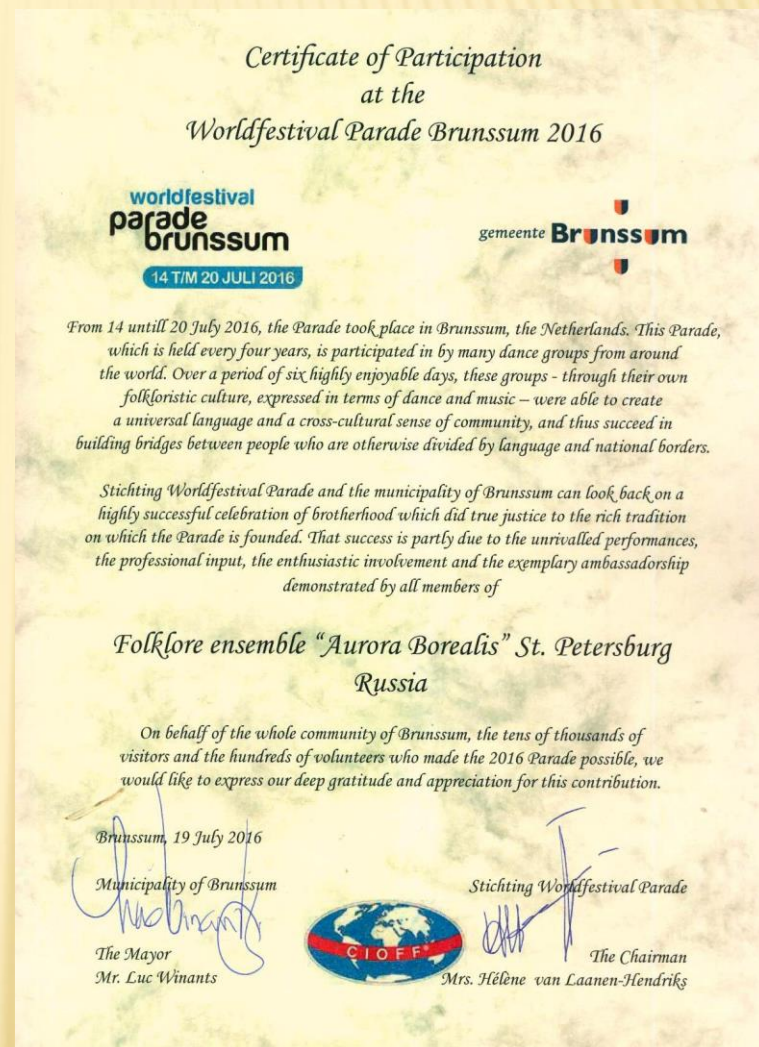 Certificate of Participation
at the
Worldfestival Parade Brunssum 2016
worldfestival
parade
brunssum
14 T/M 20 JULI 2016
gemeente Brunssum
From 14 untill 20 July 2016, the Parade took place in Brunssum, the Netherlands. This Parade,
which is held every four years, is participated in by many dance groups from around
the world. Over a period of six highly enjoyable days, these groups - through their own
folkloristic culture, expressed in terms of dance and music – were able to create
a universal language and a cross-cultural sense of community, and thus succeed in
building bridges between people who are otherwise divided by language and national borders.
Stichting Worldfestival Parade and the municipality of Brunssum can look back on a
highly successful celebration of brotherhood which did true justice to the rich tradition
on which the Parade is founded. That success is partly due to the unrivalled performances,
the professional input, the enthusiastic involvement and the exemplary ambassadorship
demonstrated by all members of
Folklore ensemble “Aurora Borealis” St. Petersburg
Russia
On behalf of the whole community of Brunssum, the tens of thousands of
visitors and the hundreds of volunteers who made the 2016 Parade possible, we
would like to express our deep gratitude and appreciation for this contribution.
Brunssum, 19 July 2016
Municipality of Brunssum
Stichting Worldfestival Parade
CIOFF®
The Mayor
Mr. Luc Winants
The Chairman
Mrs. Hélène van Laanen-Hendriks